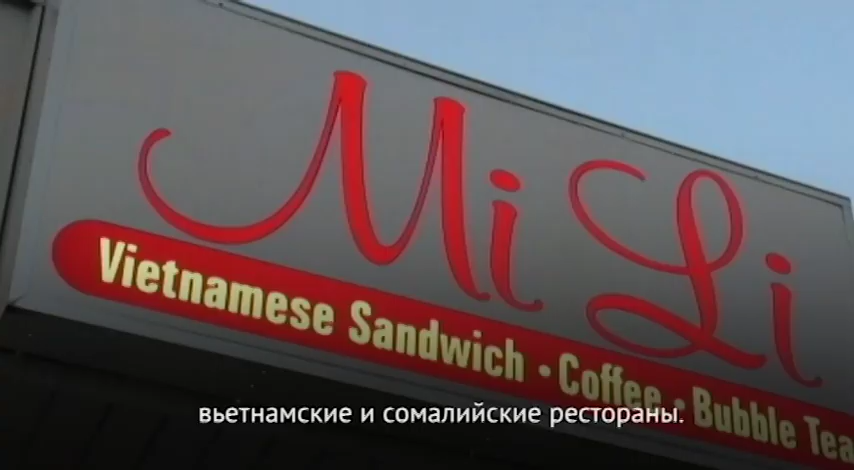 Mi Li
Vietnamese Sandwich · Coffee · Bubble Tea
вьетнамские и сомалийские рестораны.